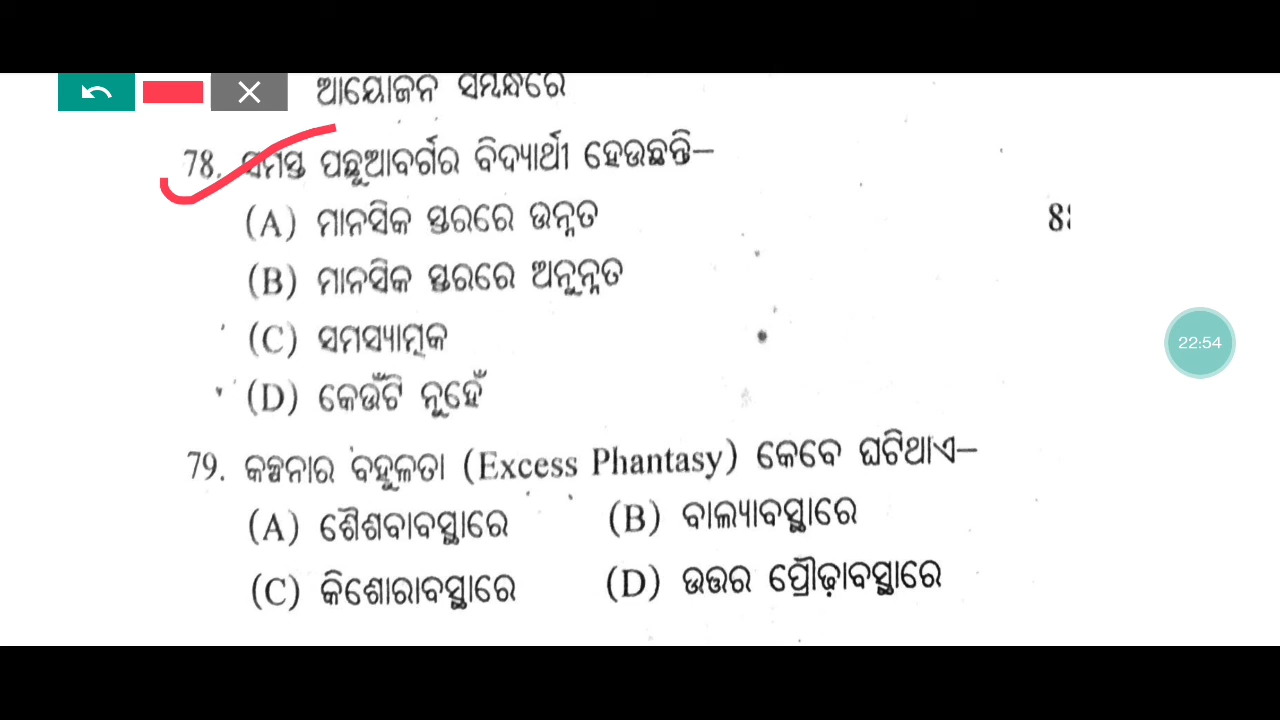 ଆୟୋଜନ ସମ୍ବନ୍ଧରେ
78. ସମସ୍ତ ପଛୁଆବର୍ଗର ବିଦ୍ୟାର୍ଥୀ ହେଉଛନ୍ତି–
(A) ମାନସିକ ସ୍ତରରେ ଉନ୍ନତ
(B) ମାନସିକ ସ୍ତରରେ ଅନୁନ୍ନତ
(C) ସମସ୍ୟାତ୍ମକ
(D) କେଉଁଟି ନୁହେଁ
79. କଳ୍ପନାର ବହୁଳତା (Excess Phantasy) କେବେ ଘଟିଥାଏ–
(A) ଶୈଶବାବସ୍ଥାରେ (B) ବାଲ୍ୟାବସ୍ଥାରେ
(C) କିଶୋରାବସ୍ଥାରେ (D) ଉତ୍ତର ପ୍ରୌଢ଼ାବସ୍ଥାରେ
22:54